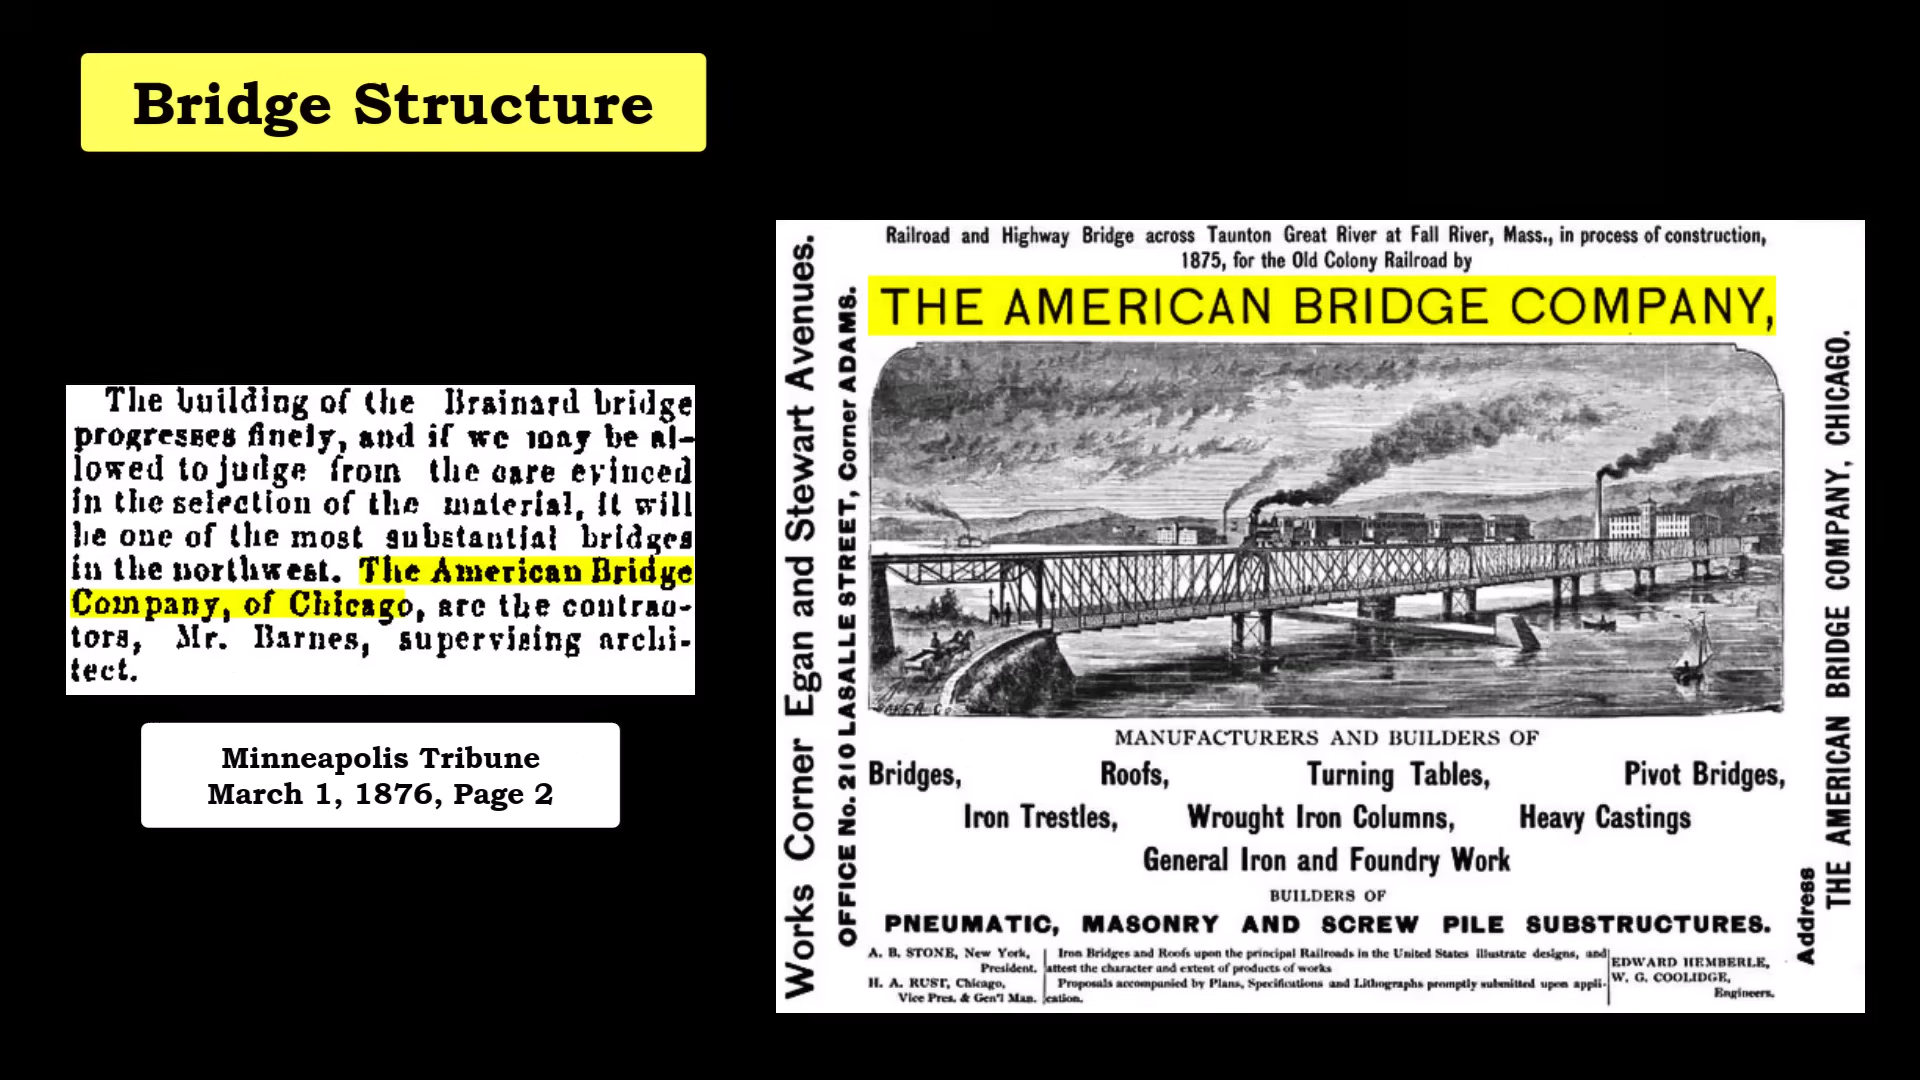 Bridge Structure
The building of the Brainard bridge
progresses finely, and if we may be al-
lowed to judge from the care evinced
in the selection of the material, it will
be one of the most substantial bridges
in the northwest. The American Bridge
Company, of Chicago, are the contrac-
tors, Mr. Barnes, supervising archi-
tect.
Minneapolis Tribune
March 1, 1876, Page 2
Works Corner Egan and Stewart Avenues.
OFFICE No. 210 LASALLE STREET, Corner ADAMS.
Railroad and Highway Bridge across Taunton Great River at Fall River, Mass., in process of construction,
1875, for the Old Colony Railroad by
THE AMERICAN BRIDGE COMPANY,
MANUFACTURERS AND BUILDERS OF
Bridges, Roofs, Turning Tables, Pivot Bridges,
Iron Trestles, Wrought Iron Columns, Heavy Castings
General Iron and Foundry Work
BUILDERS OF
PNEUMATIC, MASONRY AND SCREW PILE SUBSTRUCTURES.
A. B. STONE, New York,
President.
H. A. RUST, Chicago,
Vice Pres. & Gen'l Man.
Iron Bridges and Roofs upon the principal Railroads in the United States illustrate designs, and
attest the character and extent of products of works
Proposals accompanied by Plans, Specifications and Lithographs promptly submitted upon appli-
cation.
EDWARD HEMBERLE,
W. G. COOLIDGE,
Engineers.
Address
THE AMERICAN BRIDGE COMPANY, CHICAGO.